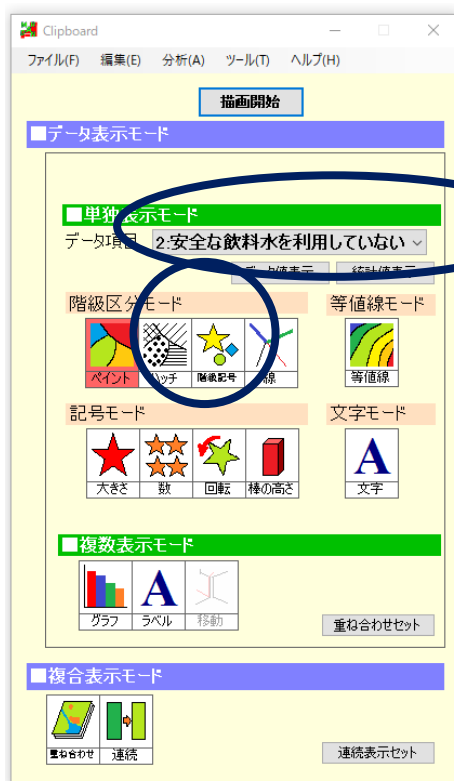 Clipboard
ファイル(F) 編集(E) 分析(A) ツール(T) ヘルプ(H)
描画開始
■データ表示モード
■単独表示モード
データ項目 2:安全な飲料水を利用していない
データ値表示 統計値表示
階級区分モード 等値線モード
ペイント ハッチ 階級記号 線 等値線
記号モード 文字モード
大きさ 数 回転 棒の高さ 文字
■複数表示モード
グラフ ラベル 移動 重ね合わせセット
■複合表示モード
重ね合わせ 連続 連続表示セット